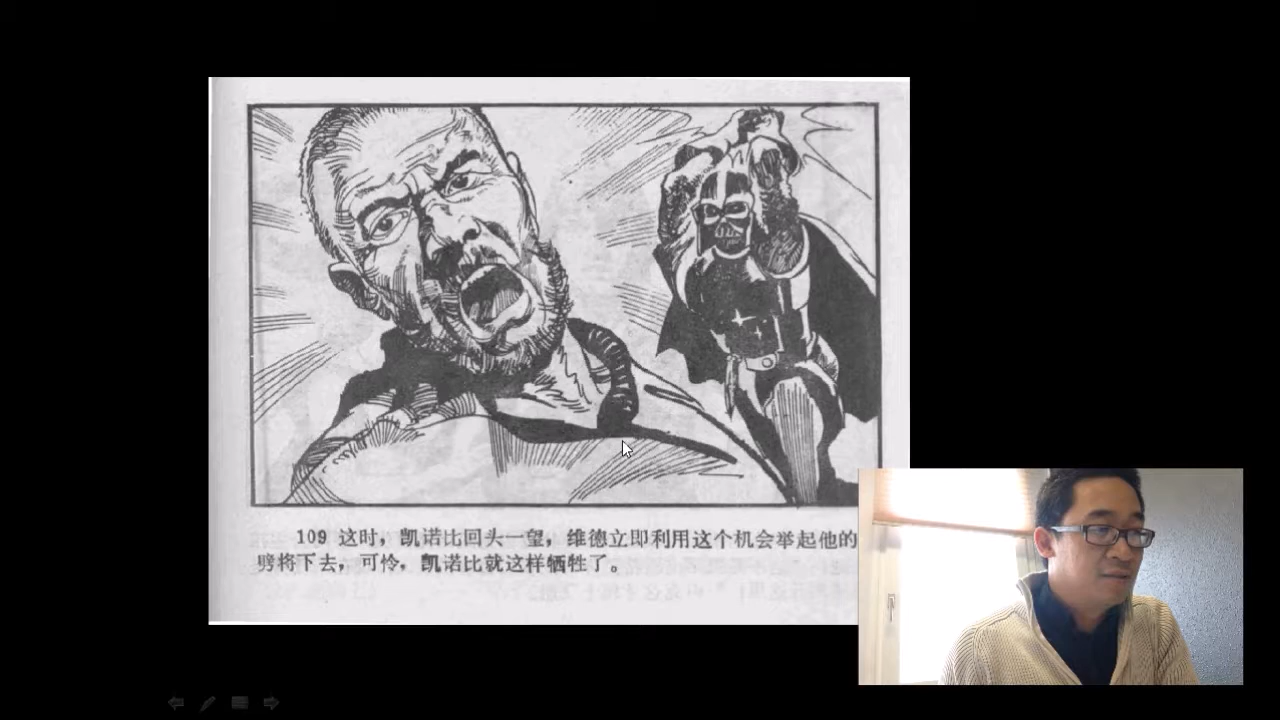 109 这时，凯诺比回头一望，维德立即利用这个机会举起他的
劈将下去，可怜，凯诺比就这样牺牲了。